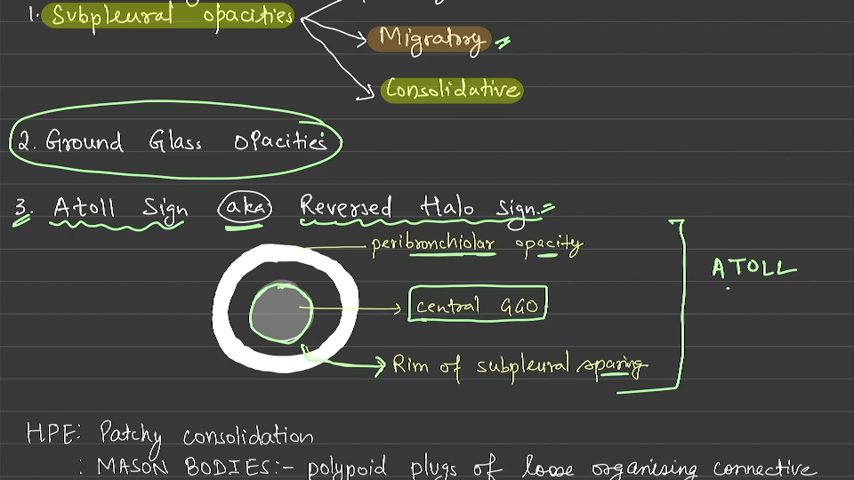 1. Subpleural opacities
Migratory
Consolidative
2. Ground Glass Opacities
3. Atoll Sign aka Reversed Halo Sign.
peribronchiolar opacity
ATOLL
central GGO
Rim of subpleural sparing
HPE: Patchy consolidation
: MASON BODIES:- polypoid plugs of loose organising connective